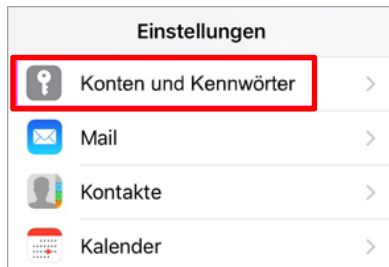 Einstellungen
Konten und Kennwörter
Mail
Kontakte
Kalender